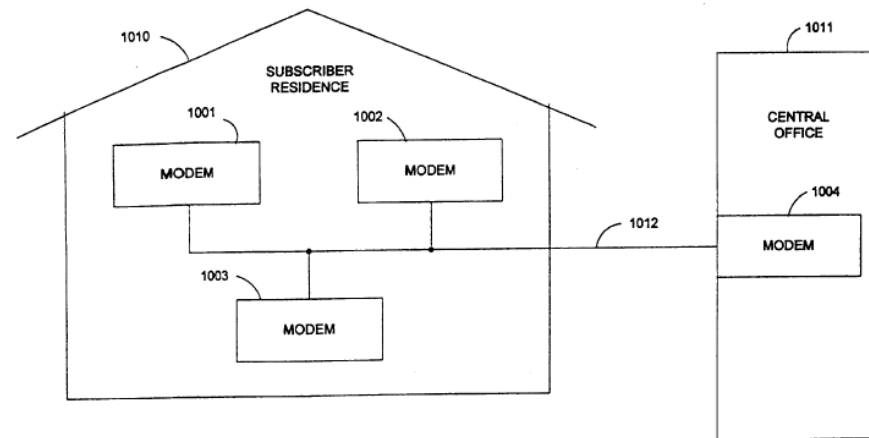 1010
SUBSCRIBER
RESIDENCE
1011
CENTRAL
OFFICE
1001
MODEM
1002
MODEM
1004
MODEM
1012
1003
MODEM